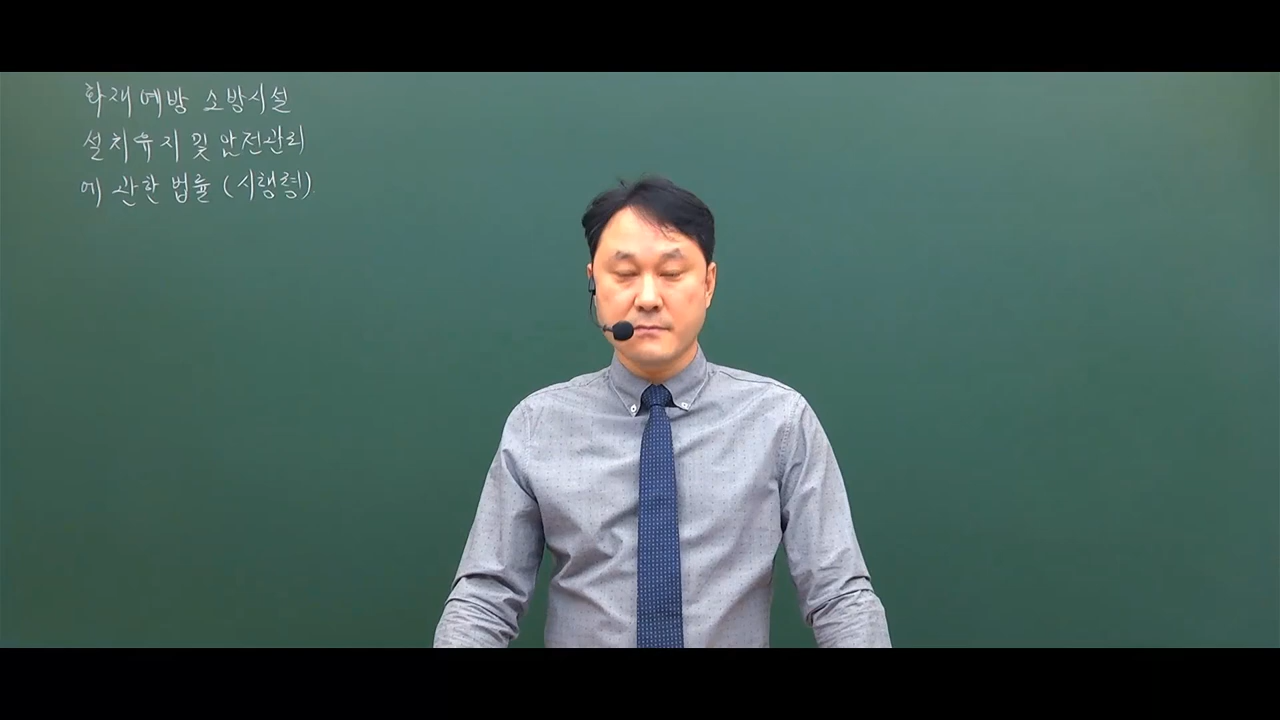 화재예방 소방시설
설치유지 및 안전관리
에 관한 법률 (시행령)